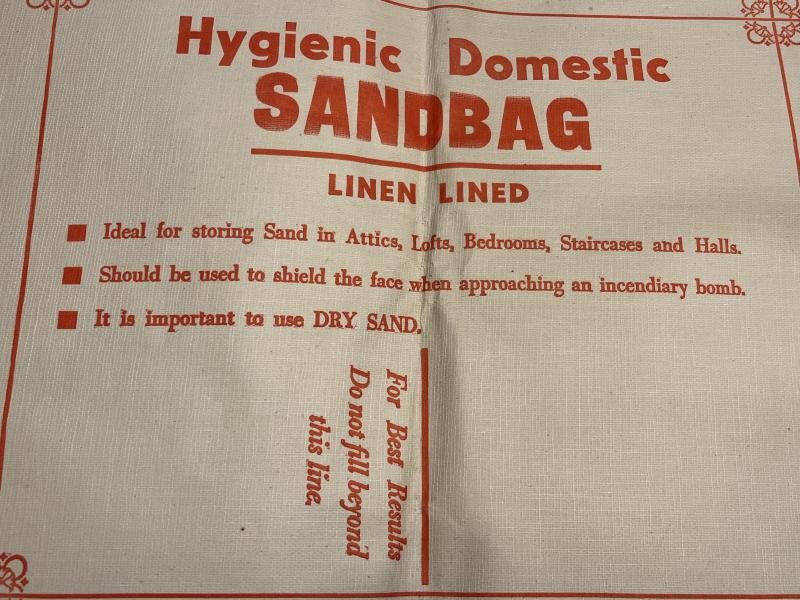 Hygienic Domestic
SANDBAG
LINEN LINED
Ideal for storing Sand in Attics, Lofts, Bedrooms, Staircases and Halls.
Should be used to shield the face when approaching an incendiary bomb.
It is important to use DRY SAND.
For Best Results
Do not fill beyond
this line.